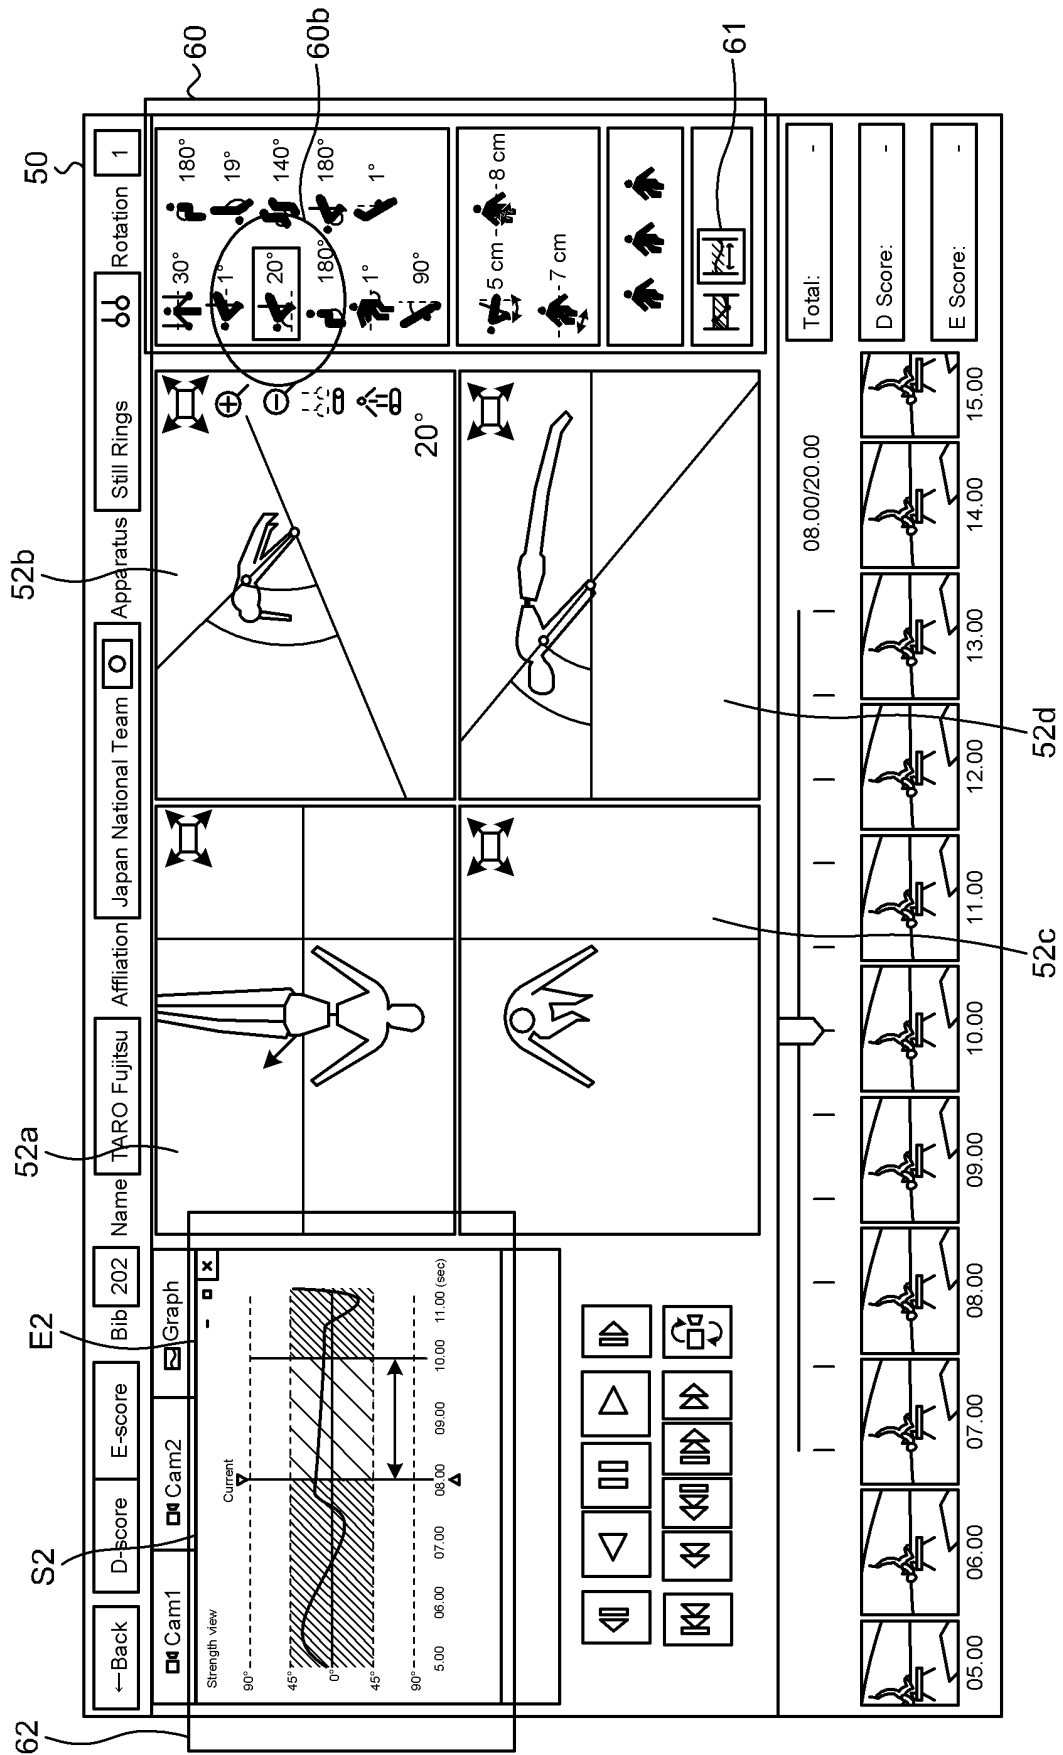 50
60
60b
52b
52a
E2
S2
62
←Back
D-score
E-score
Bib 202
Name TARO Fujitsu
Affliation Japan National Team
Apparatus Still Rings
Rotation 1
Cam1
Cam2
Graph
Strength view
Current
90°
45°
0°
45°
90°
5.00 06.00 07.00 08.00 09.00 10.00 11.00 (sec)
20°
30° 180°
1° 19°
20° 140°
180° 180°
1° 1°
90°
5 cm 8 cm
7 cm
61
52c
52d
08.00/20.00
Total: -
D Score: -
E Score: -
05.00 06.00 07.00 08.00 09.00 10.00 11.00 12.00 13.00 14.00 15.00